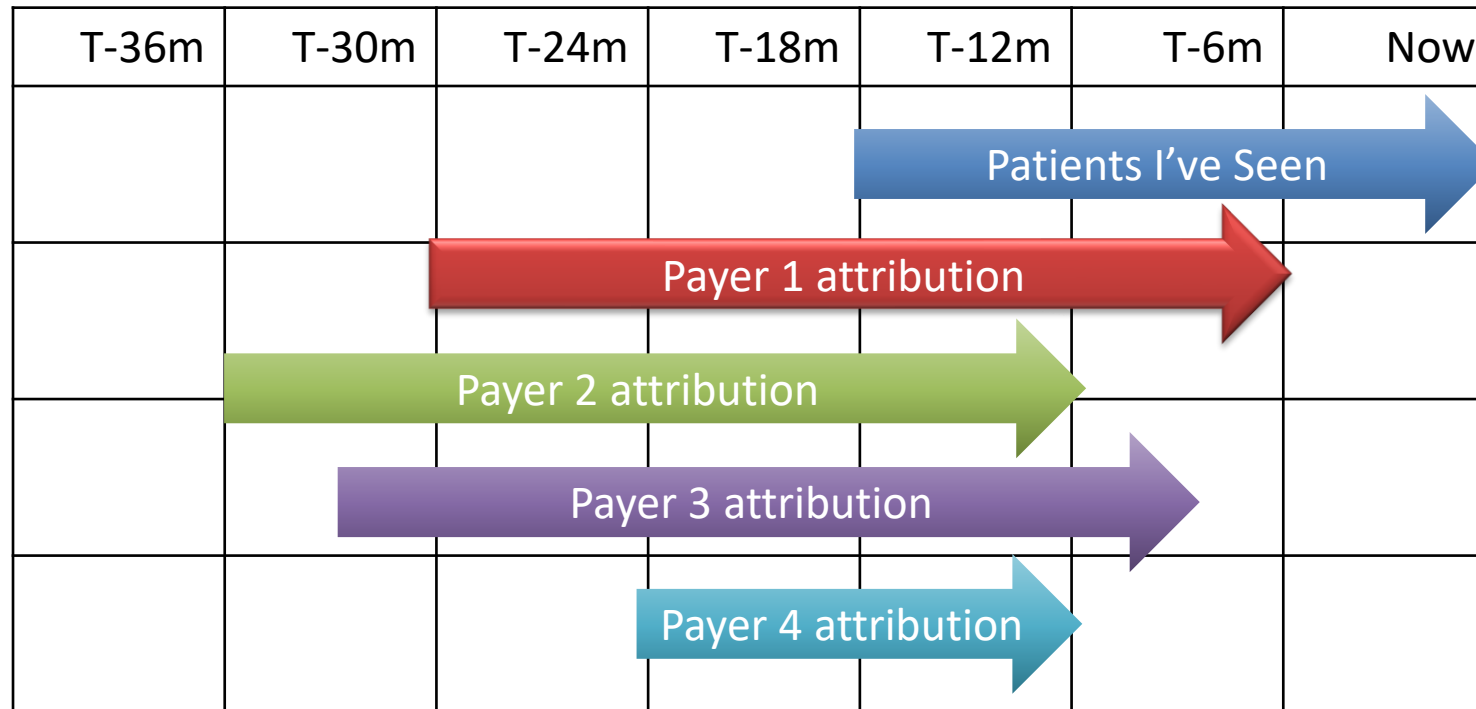 T-36m T-30m T-24m T-18m T-12m T-6m Now
Patients I’ve Seen
Payer 1 attribution
Payer 2 attribution
Payer 3 attribution
Payer 4 attribution